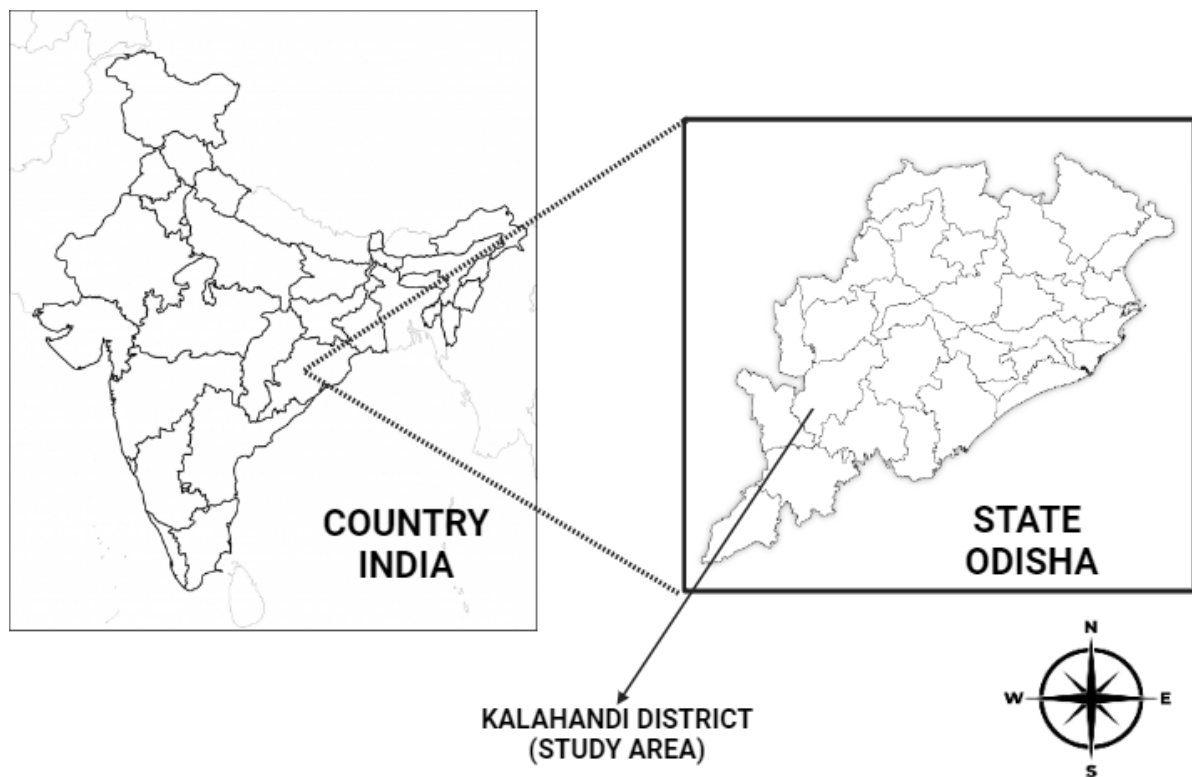 COUNTRY
INDIA
STATE
ODISHA
KALAHANDI DISTRICT
(STUDY AREA)
N
W
E
S